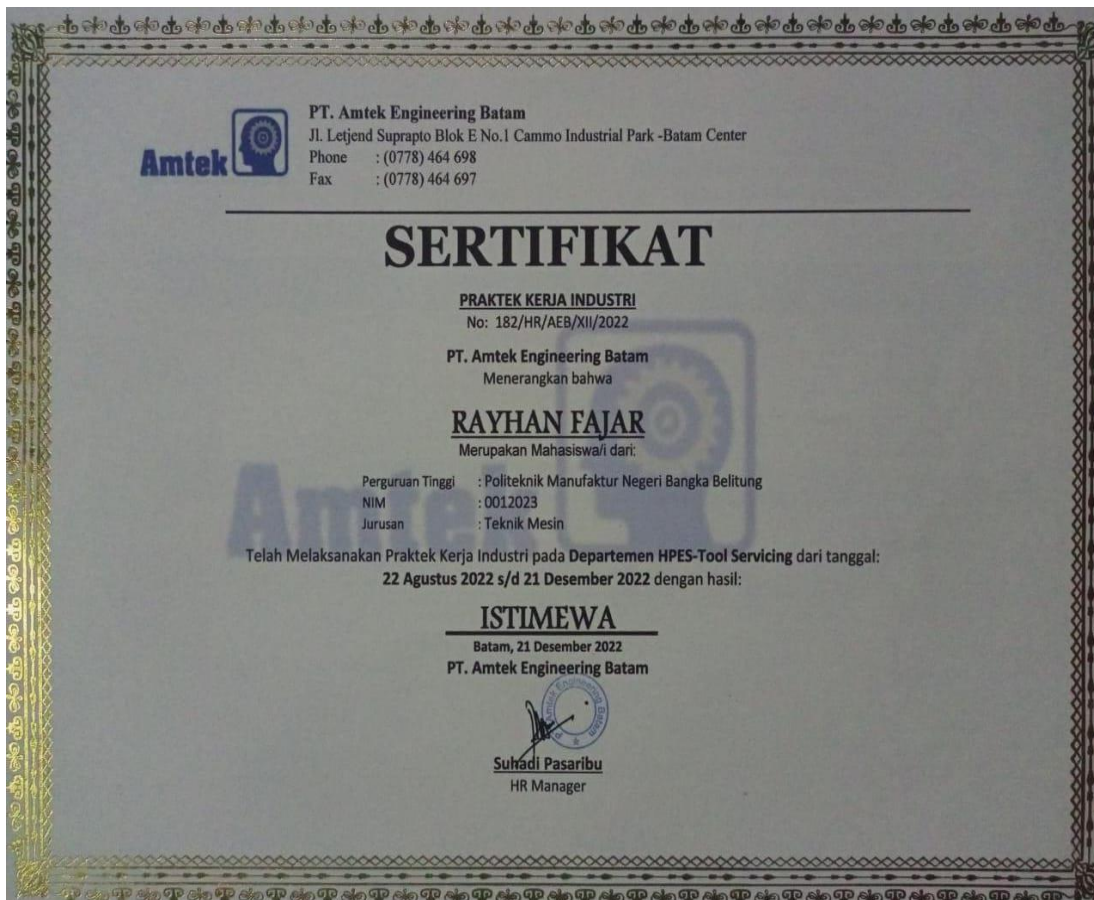 Amtek
PT. Amtek Engineering Batam
Jl. Letjend Suprapto Blok E No.1 Cammo Industrial Park -Batam Center
Phone : (0778) 464 698
Fax : (0778) 464 697
SERTIFIKAT
PRAKTEK KERJA INDUSTRI
No: 182/HR/AEB/XII/2022
PT. Amtek Engineering Batam
Menerangkan bahwa
RAYHAN FAJAR
Merupakan Mahasiswa/i dari:
Amtek
Perguruan Tinggi : Politeknik Manufaktur Negeri Bangka Belitung
NIM : 0012023
Jurusan : Teknik Mesin
Telah Melaksanakan Praktek Kerja Industri pada Departemen HPES-Tool Servicing dari tanggal:
22 Agustus 2022 s/d 21 Desember 2022 dengan hasil:
ISTIMEWA
Batam, 21 Desember 2022
PT. Amtek Engineering Batam
Amtek Engineering Batam
Suhadi Pasaribu
HR Manager